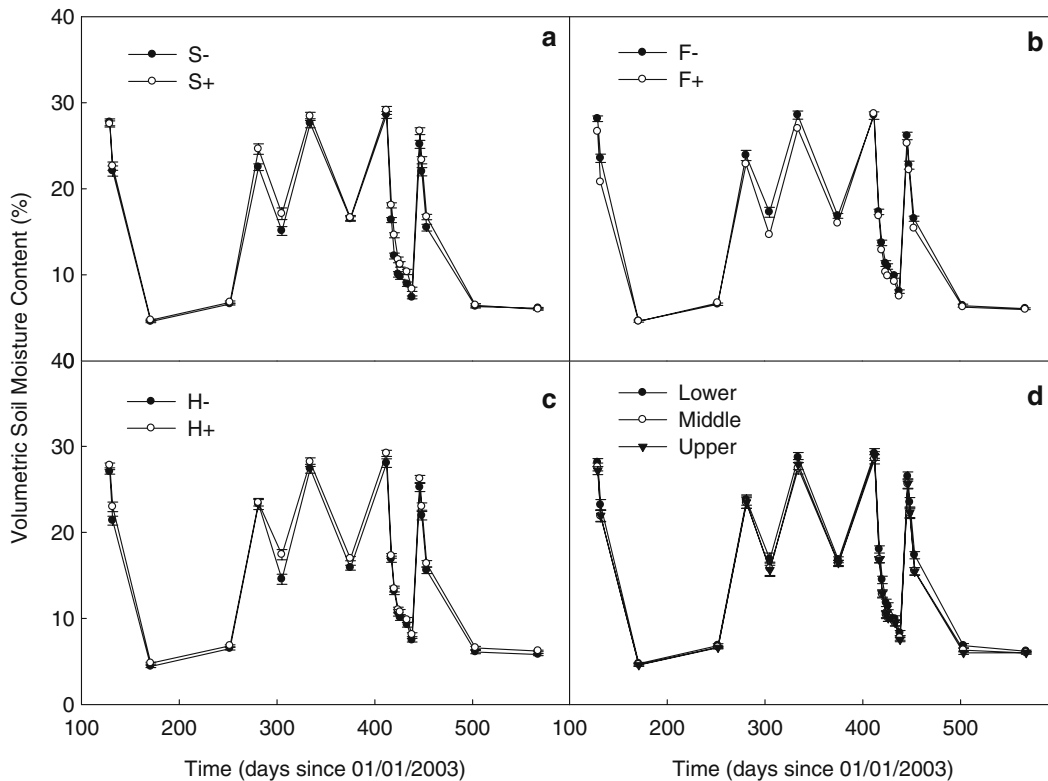 40
a
S-
S+
30
20
10
40
0
b
F-
F+
c
H-
H+
30
20
10
0
d
Lower
Middle
Upper
Volumetric Soil Moisture Content (%)
100 200 300 400 500
100 200 300 400 500
Time (days since 01/01/2003)
Time (days since 01/01/2003)